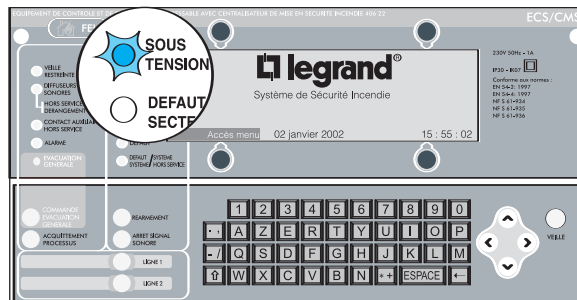 EQUIPEMENT DE CONTROLE ET DE
SABLE AVEC CENTRALISATEUR DE MISE EN SECURITE INCENDIE 406 22
ECS/CMS
FE
SOUS
TENSION
DEFAUT
SECTE
VEILLE
RESTREINTE
DIFFUSEURS
SONORES
HORS SERVICE
DERANGEMENT
CONTACT AUXILIAI
HORS SERVICE
ALARME
EVACUATION
GENERALE
DEFAUT
DEFAUT / SYSTEME
SYSTEME / HORS SERVICE
legrand®
Système de Sécurité Incendie
Accès menu 02 janvier 2002 15 : 55 : 02
230V 50Hz - 1A
IP30 - IK07
Conforme aux normes :
EN 54-2: 1997
EN 54-4: 1997
NF S 61-934
NF S 61-935
NF S 61-936
COMMANDE
EVACUATION
GENERALE
ACQUITTEMENT
PROCESSUS
REARMEMENT
ARRET SIGNAL
SONORE
LIGNE 1
LIGNE 2
1 2 3 4 5 6 7 8 9 0
. , A Z E R T Y U I O P
- / Q S D F G H J K L M
⇧ W X C V B N * + ESPACE ←
VEILLE